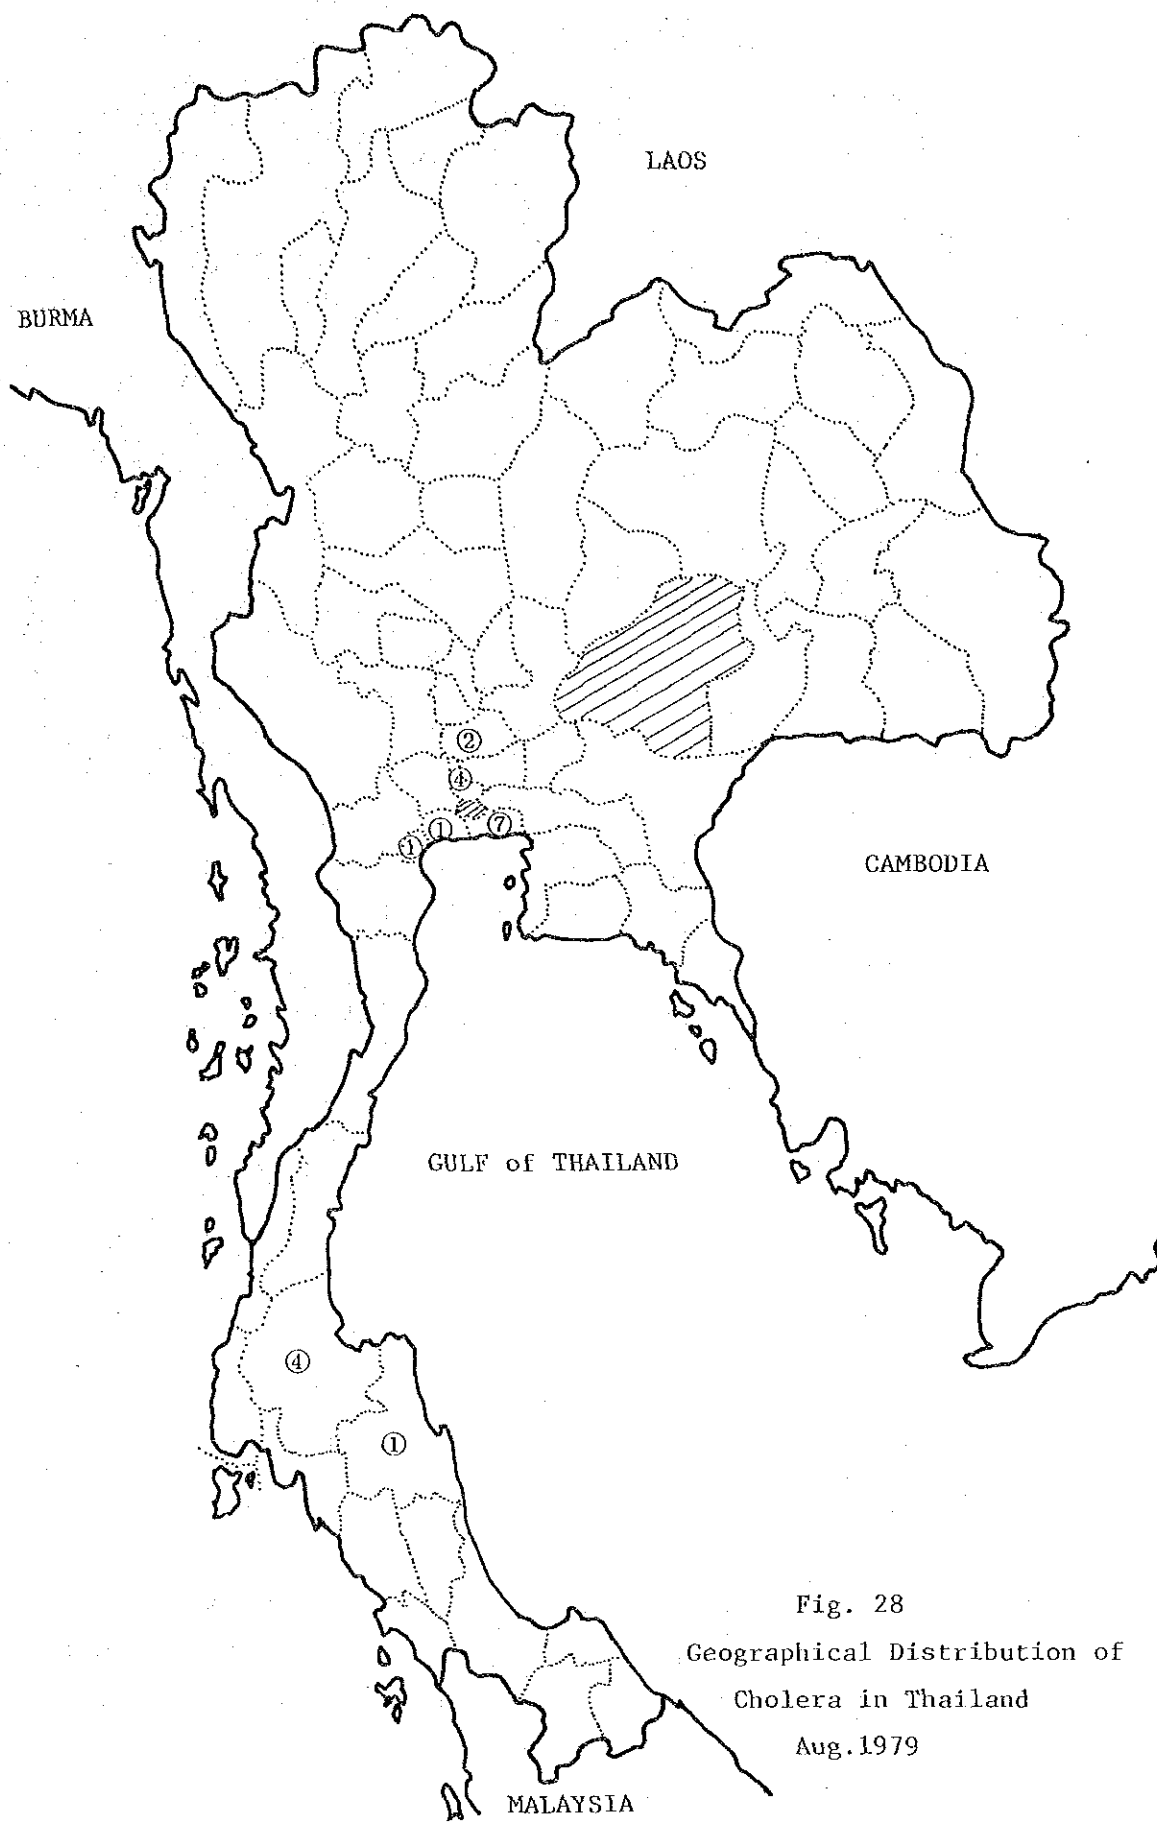 LAOS
BURMA
②
④
①
⑦
①
CAMBODIA
GULF of THAILAND
④
①
Fig. 28
Geographical Distribution of
Cholera in Thailand
Aug.1979
MALAYSIA